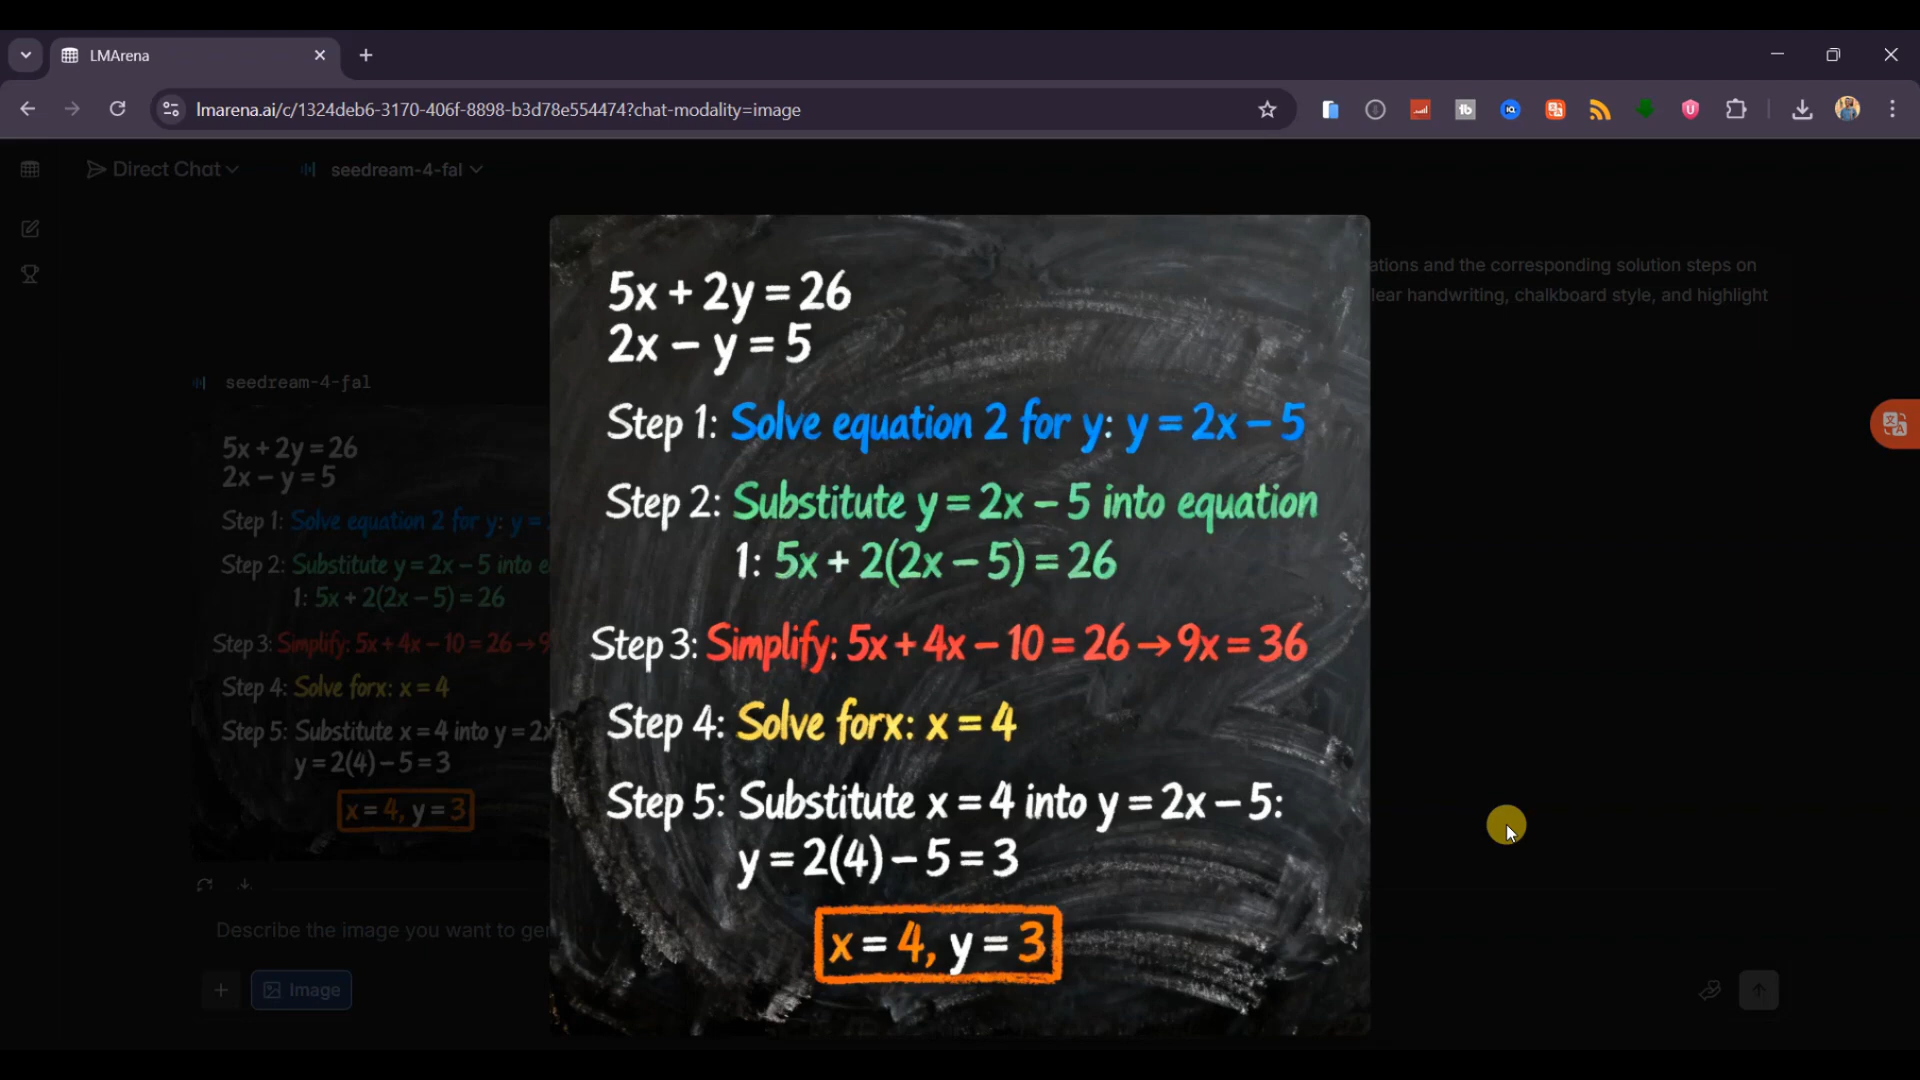 LMArena
lmarena.ai/c/1324deb6-3170-406f-8898-b3d78e554474?chat-modality=image
Direct Chat
seedream-4-fal
ations and the corresponding solution steps on
lear handwriting, chalkboard style, and highlight
seedream-4-fal
5x + 2y = 26
2x − y = 5
Step 1: Solve equation 2 for y: y =
Step 2: Substitute y = 2x − 5 into e
1: 5x + 2(2x − 5) = 26
Step 3: Simplify: 5x + 4x − 10 = 26 → 9
Step 4: Solve forx: x = 4
Step 5: Substitute x = 4 into y = 2x
y = 2(4) − 5 = 3
x = 4, y = 3
5x + 2y = 26
2x − y = 5
Step 1: Solve equation 2 for y: y = 2x − 5
Step 2: Substitute y = 2x − 5 into equation
1: 5x + 2(2x − 5) = 26
Step 3: Simplify: 5x + 4x − 10 = 26 → 9x = 36
Step 4: Solve forx: x = 4
Step 5: Substitute x = 4 into y = 2x − 5:
y = 2(4) − 5 = 3
x = 4, y = 3
Describe the image you want to ge
Image